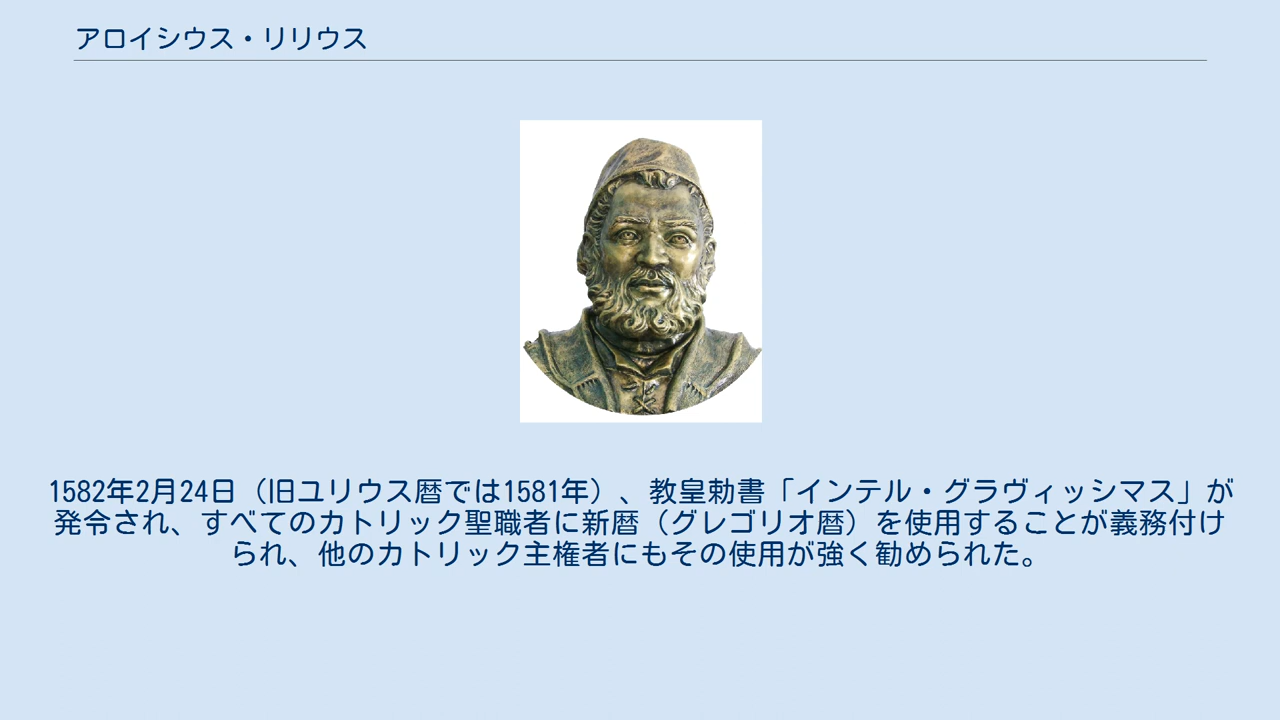 アロイシウス・リリウス
1582年2月24日（旧ユリウス暦では1581年）、教皇勅書「インテル・グラヴィッシマス」が
発令され、すべてのカトリック聖職者に新暦（グレゴリオ暦）を使用することが義務付け
られ、他のカトリック主権者にもその使用が強く勧められた。